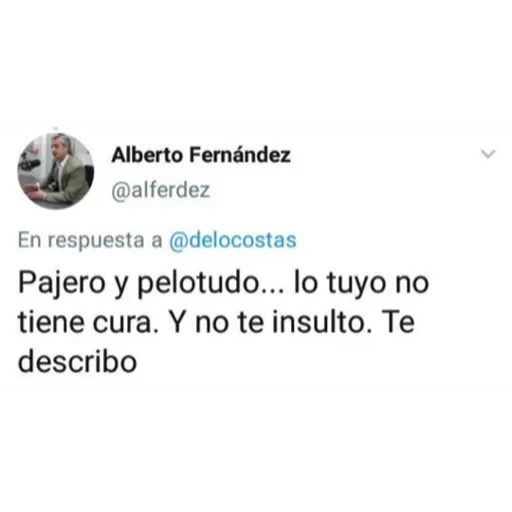 Alberto Fernández
@alferdez
En respuesta a @delocostas
Pajero y pelotudo... lo tuyo no
tiene cura. Y no te insulto. Te
describo